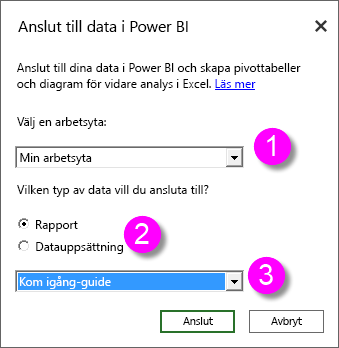 Anslut till data i Power BI
Anslut till dina data i Power BI och skapa pivottabeller
och diagram för vidare analys i Excel. Läs mer
Välj en arbetsyta:
1
Min arbetsyta
Vilken typ av data vill du ansluta till?
Rapport
2
Datauppsättning
3
Kom igång-guide
Anslut Avbryt